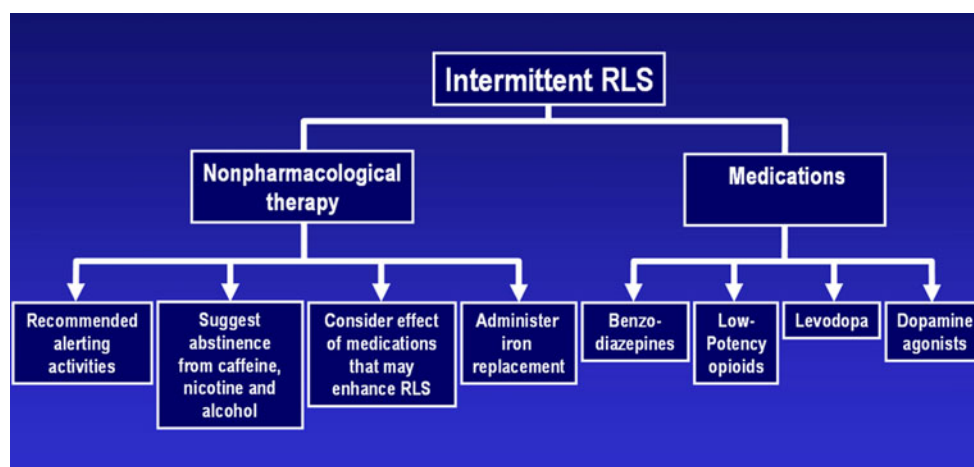 Intermittent RLS
Nonpharmacological
therapy
Medications
Recommended
alerting
activities
Suggest
abstinence
from caffeine,
nicotine and
alcohol
Consider effect
of medications
that may
enhance RLS
Administer
iron
replacement
Benzo-
diazepines
Low-
Potency
opioids
Levodopa
Dopamine
agonists